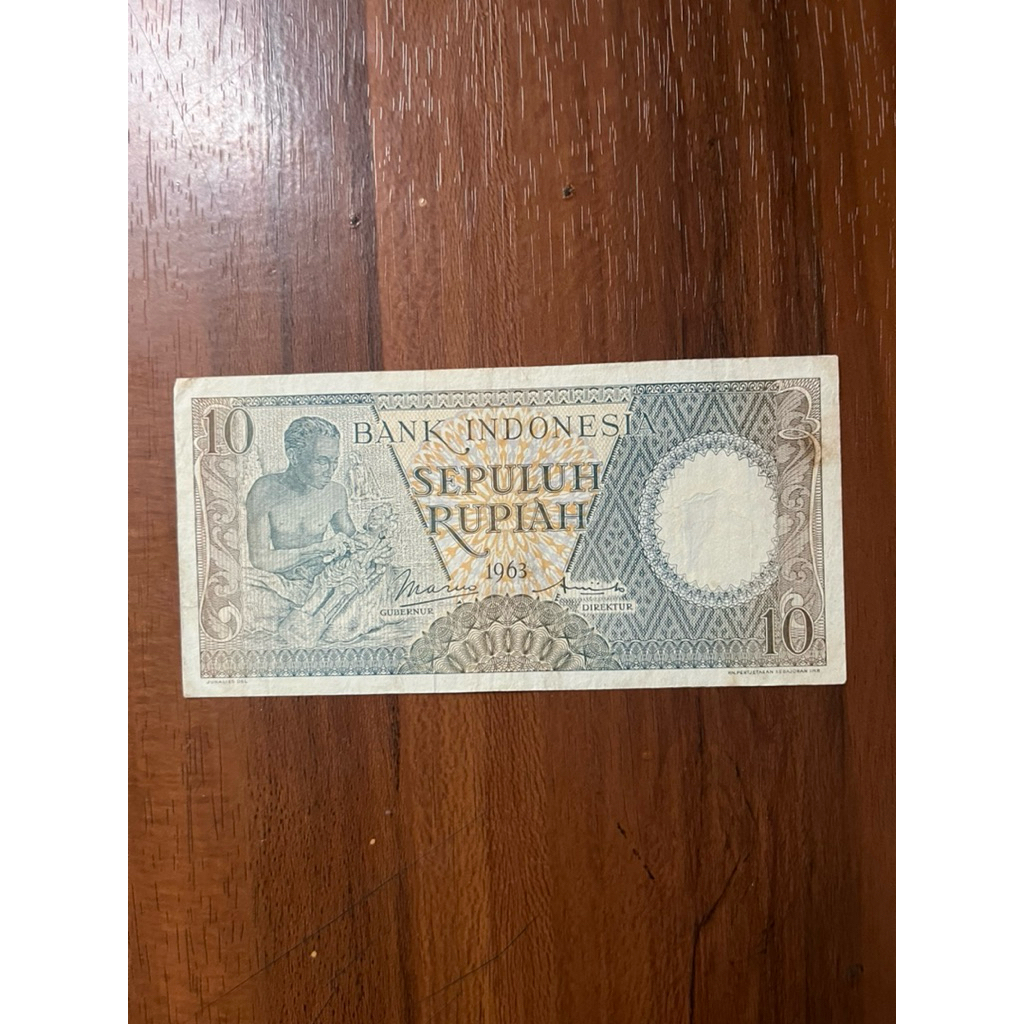 10
BANK INDONESIA
SEPULUH
RUPIAH
1963
GUBERNUR
DIREKTUR
10